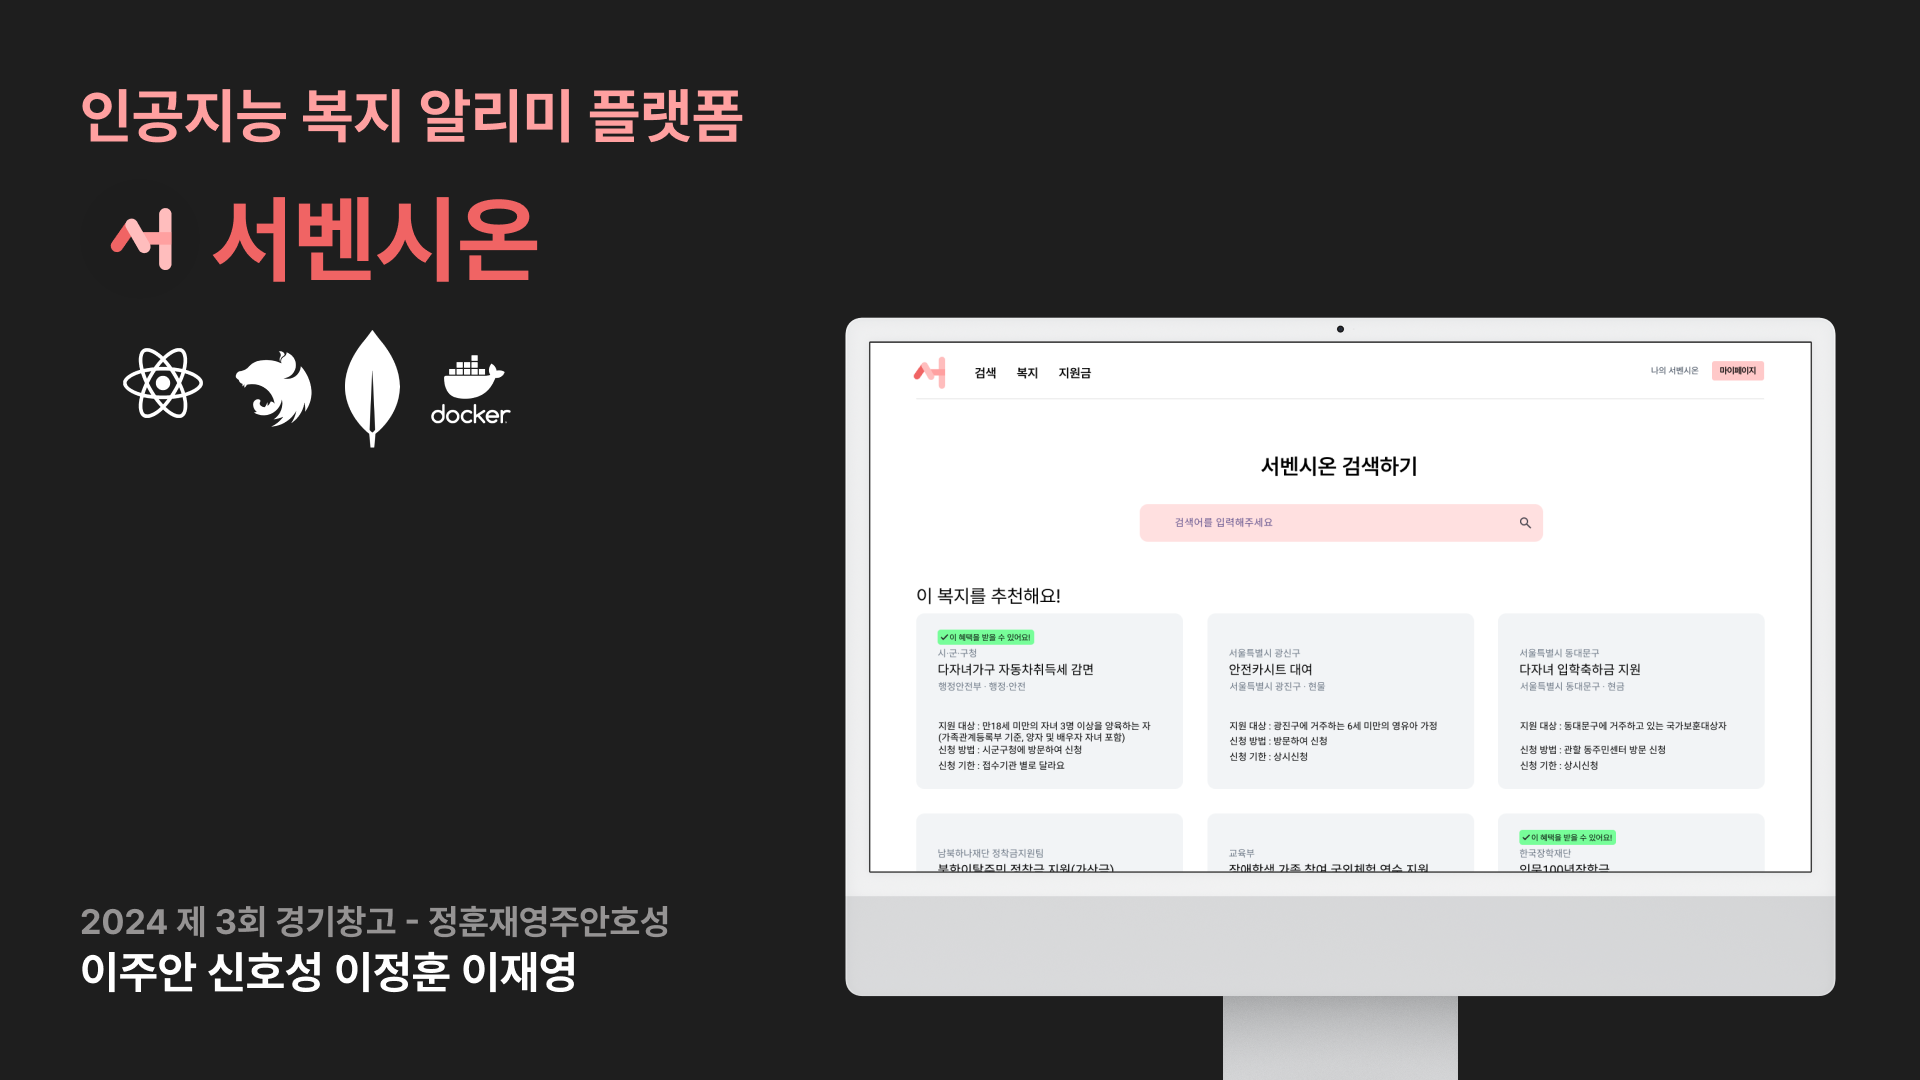 인공지능 복지 알리미 플랫폼
서벤시온
docker
2024 제 3회 경기창고 - 정훈재영주안호성
이주안 신호성 이정훈 이재영
검색 복지 지원금
나의 서벤시온 마이페이지
서벤시온 검색하기
검색어를 입력해주세요
이 복지를 추천해요!
이 혜택을 받을 수 있어요!
시·군·구청
다자녀가구 자동차취득세 감면
행정안전부 · 행정·안전
지원 대상 : 만18세 미만의 자녀 3명 이상을 양육하는 자
(가족관계등록부 기준, 양자 및 배우자 자녀 포함)
신청 방법 : 시군구청에 방문하여 신청
신청 기한 : 접수기관 별로 달라요
서울특별시 광신구
안전카시트 대여
서울특별시 광진구 · 현물
지원 대상 : 광진구에 거주하는 6세 미만의 영유아 가정
신청 방법 : 방문하여 신청
신청 기한 : 상시신청
서울특별시 동대문구
다자녀 입학축하금 지원
서울특별시 동대문구 · 현금
지원 대상 : 동대문구에 거주하고 있는 국가보훈대상자
신청 방법 : 관할 동주민센터 방문 신청
신청 기한 : 상시신청
남북하나재단 정착금지원팀
북한이탈주민 정착금 지원(가산금)
교육부
장애학생 가족 참여 국외체험 연수 지원
이 혜택을 받을 수 있어요!
한국장학재단
인문100년장학금